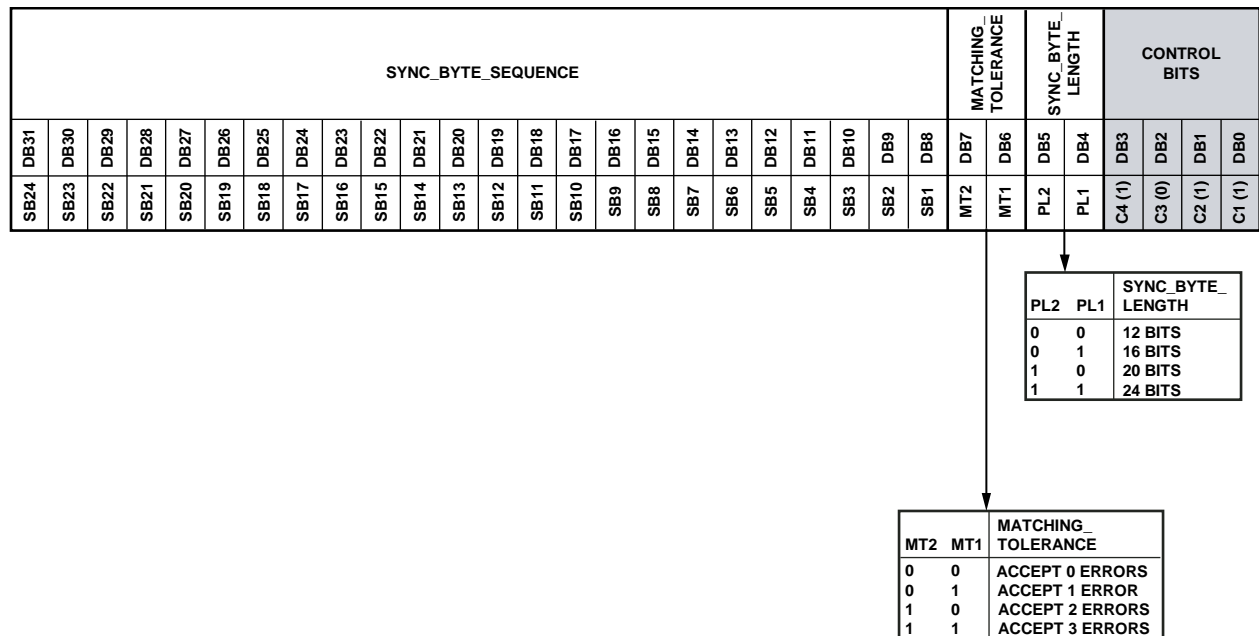 SYNC_BYTE_SEQUENCE
MATCHING_
TOLERANCE
SYNC_BYTE_
LENGTH
CONTROL
BITS
DB31 DB30 DB29 DB28 DB27 DB26 DB25 DB24 DB23 DB22 DB21 DB20 DB19 DB18 DB17 DB16 DB15 DB14 DB13 DB12 DB11 DB10 DB9 DB8 DB7 DB6 DB5 DB4 DB3 DB2 DB1 DB0
SB24 SB23 SB22 SB21 SB20 SB19 SB18 SB17 SB16 SB15 SB14 SB13 SB12 SB11 SB10 SB9 SB8 SB7 SB6 SB5 SB4 SB3 SB2 SB1 MT2 MT1 PL2 PL1 C4 (1) C3 (0) C2 (1) C1 (1)
SYNC_BYTE_
PL2 PL1 LENGTH
0 0 12 BITS
0 1 16 BITS
1 0 20 BITS
1 1 24 BITS
MATCHING_
MT2 MT1 TOLERANCE
0 0 ACCEPT 0 ERRORS
0 1 ACCEPT 1 ERROR
1 0 ACCEPT 2 ERRORS
1 1 ACCEPT 3 ERRORS